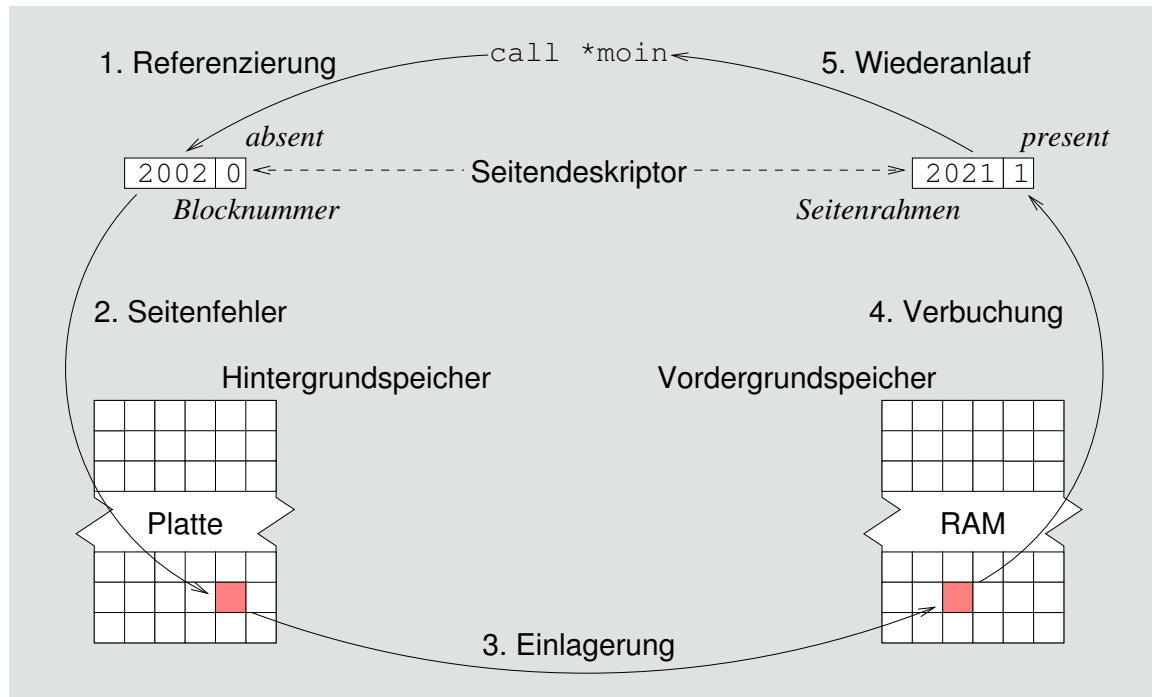 call *moin
1. Referenzierung
5. Wiederanlauf
absent
present
2002 0
Seitendeskriptor
2021 1
Blocknummer
Seitenrahmen
2. Seitenfehler
4. Verbuchung
Hintergrundspeicher
Vordergrundspeicher
Platte
RAM
3. Einlagerung